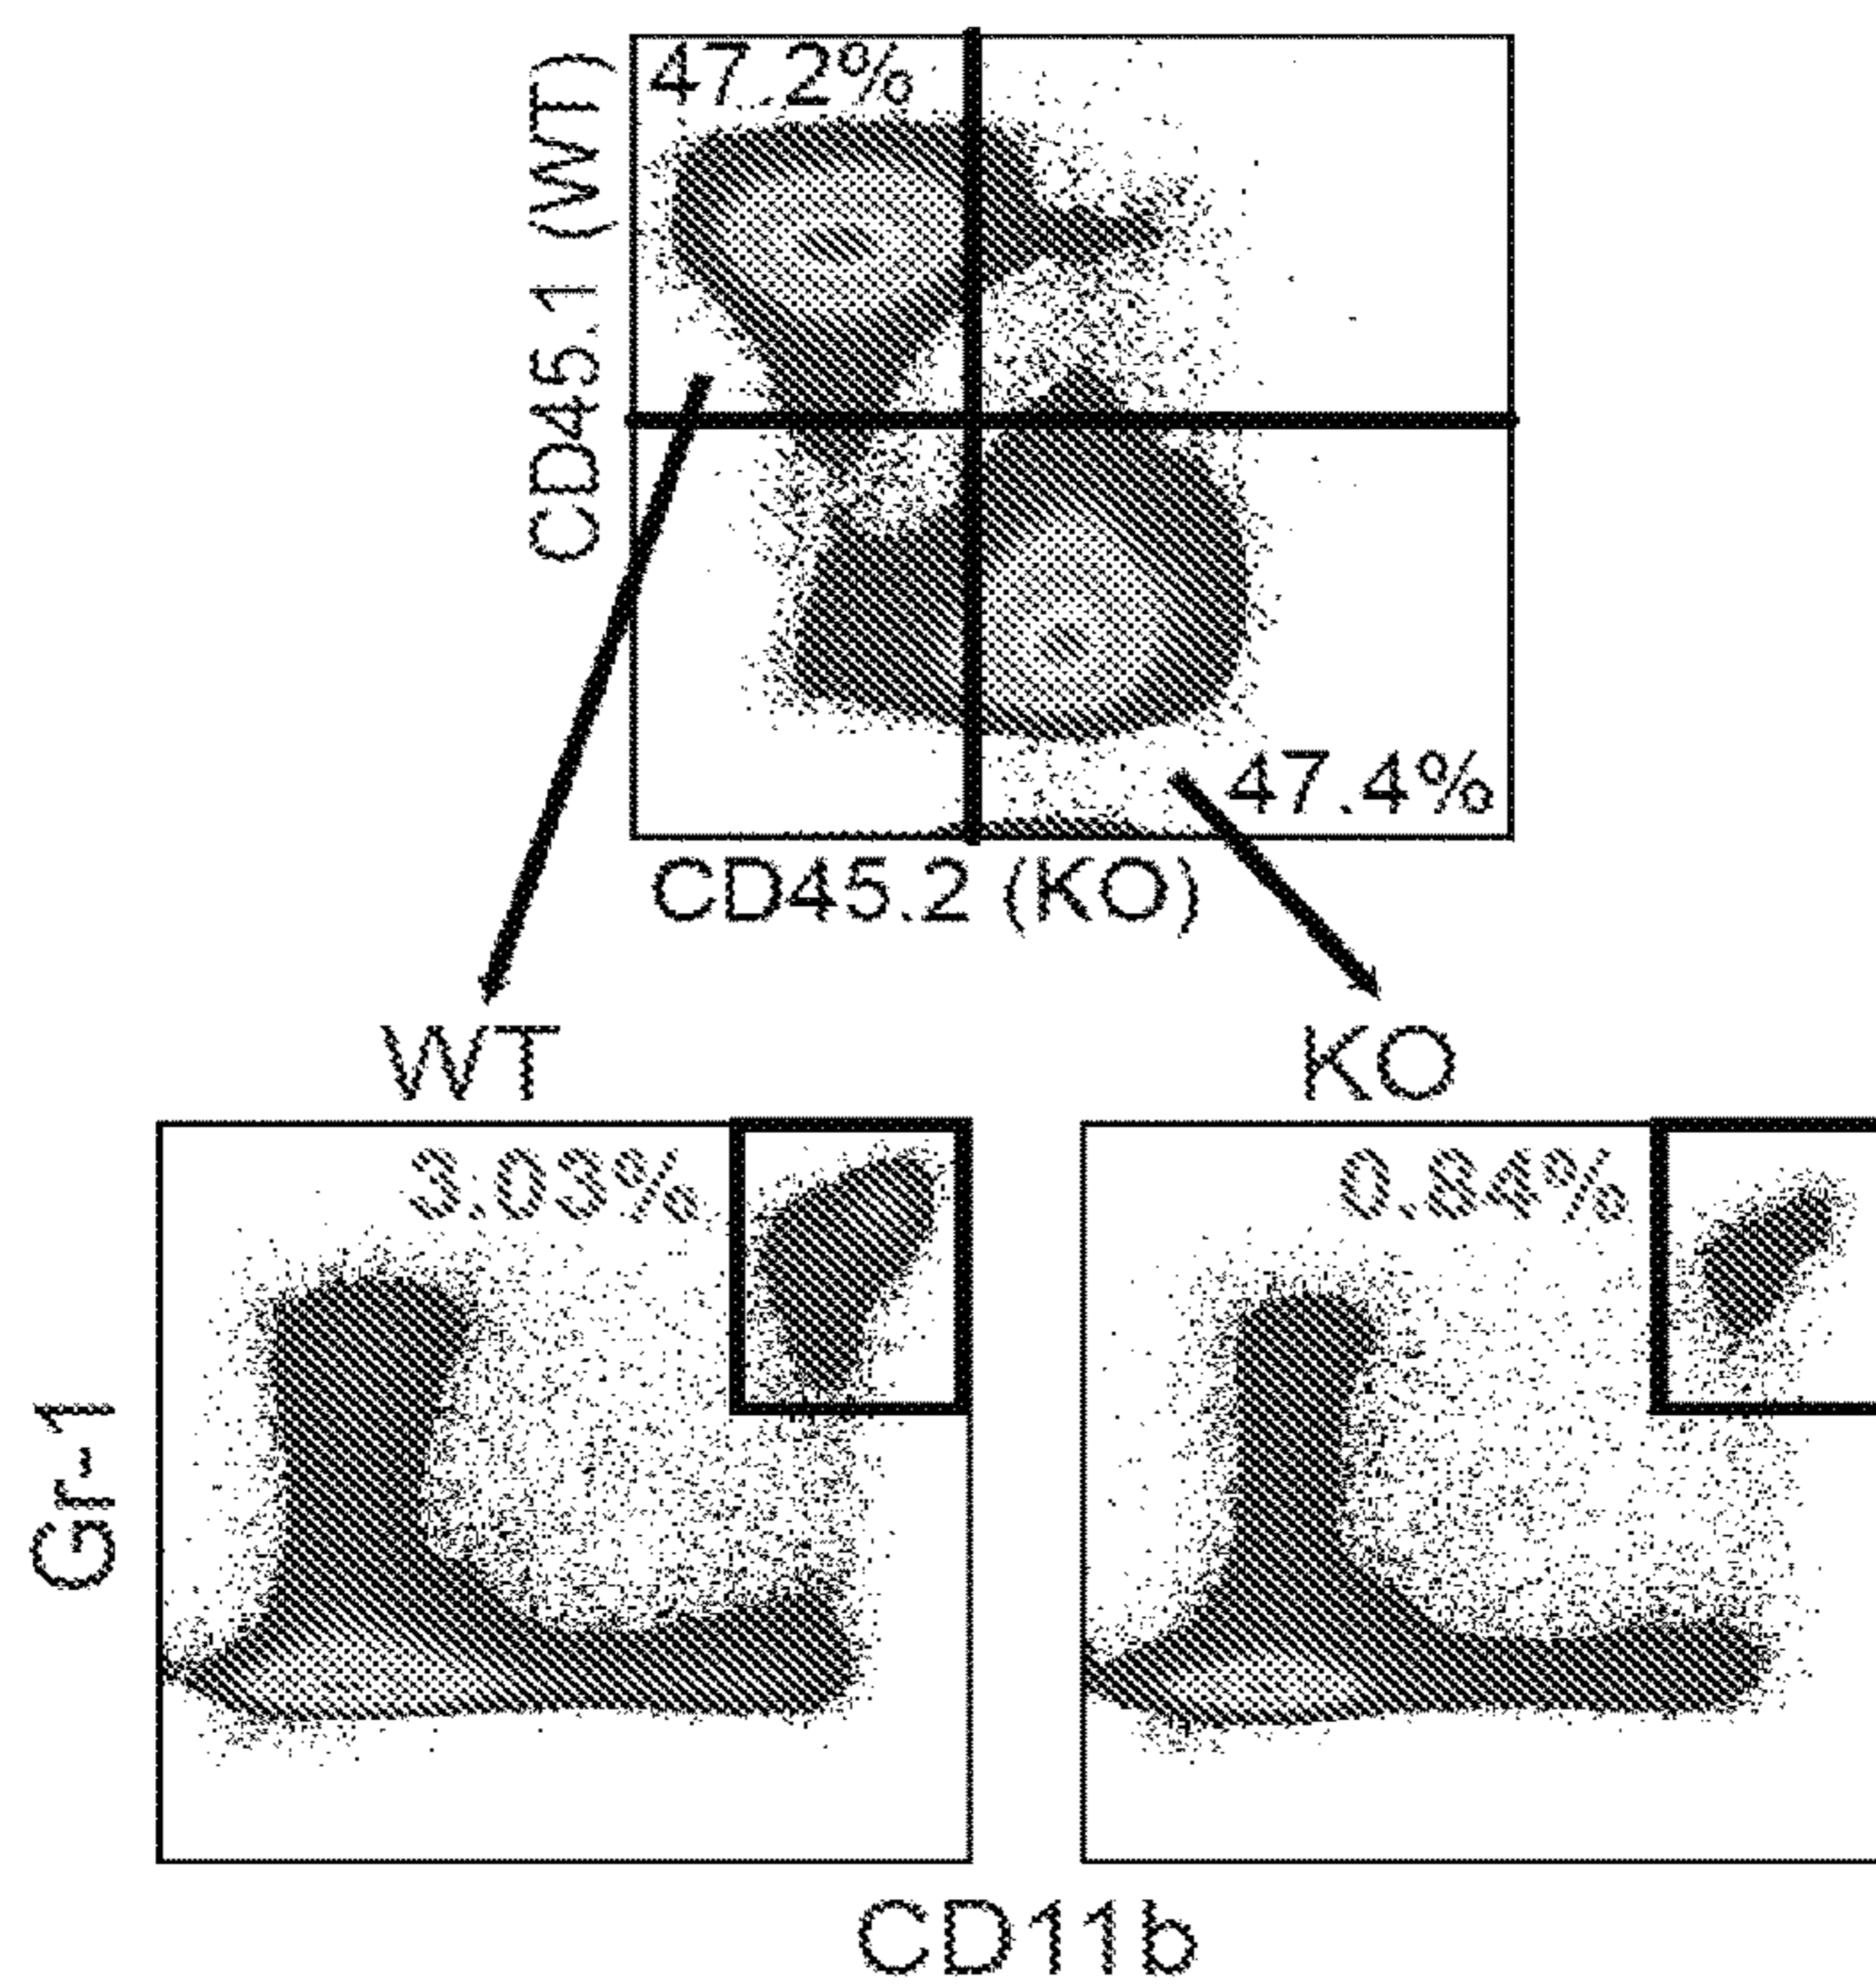 47.2%
CD45.1 (WT)
47.4%
CD45.2 (KO)
WT
KO
3.03%
0.84%
Gr-1
CD11b